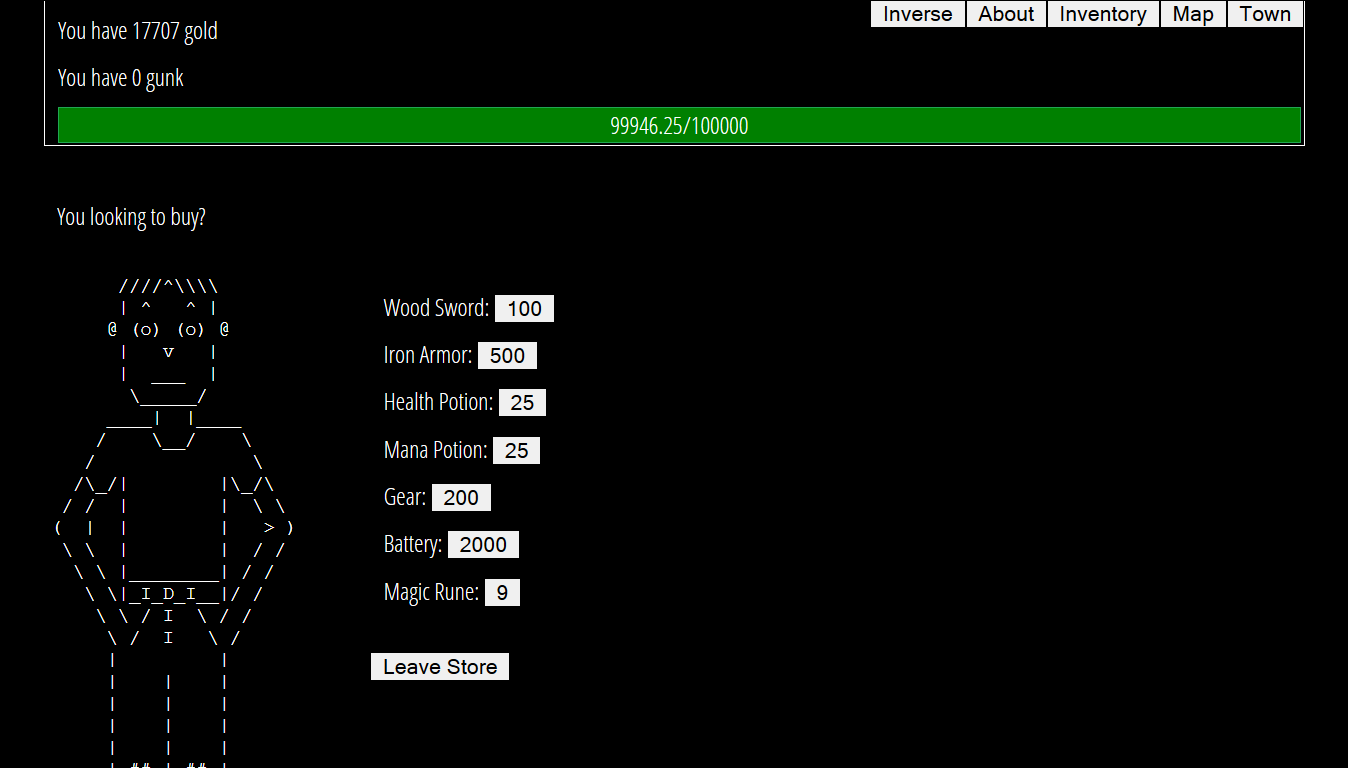 You have 17707 gold
Inverse About Inventory Map Town
You have 0 gunk
99946.25/100000
You looking to buy?
Wood Sword: 100
Iron Armor: 500
Health Potion: 25
Mana Potion: 25
Gear: 200
Battery: 2000
Magic Rune: 9
Leave Store